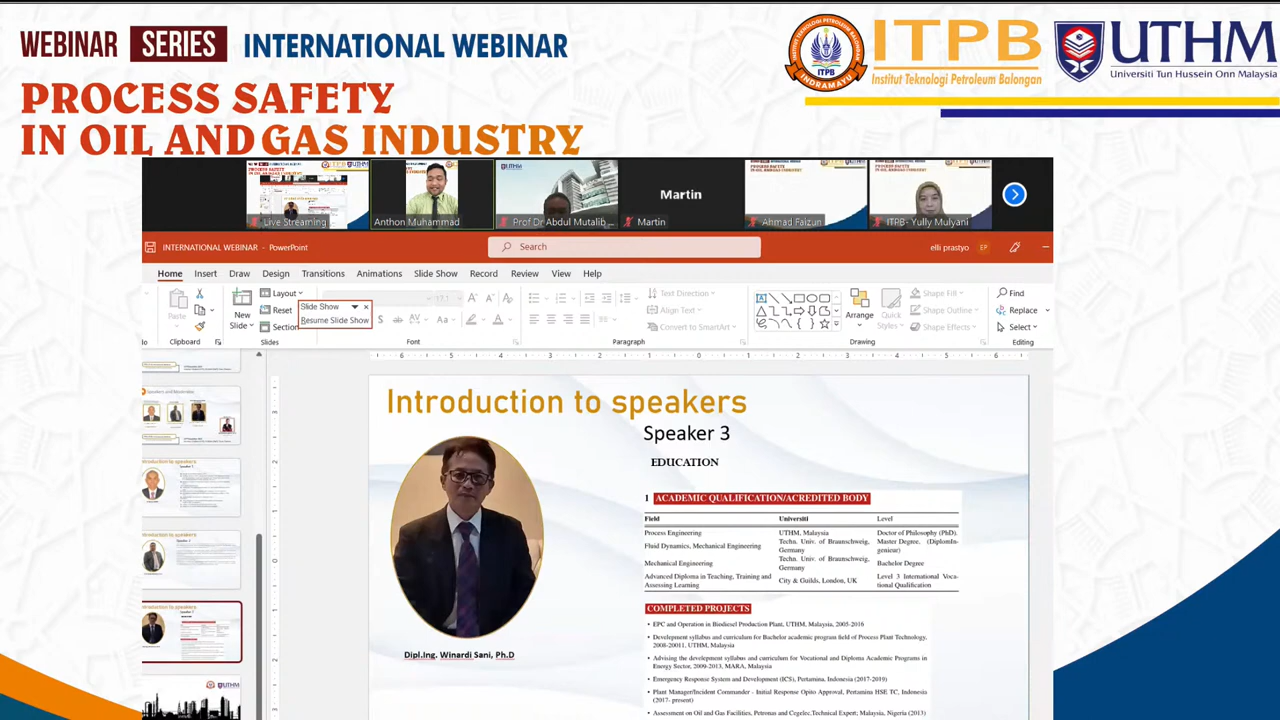 WEBINAR SERIES INTERNATIONAL WEBINAR
PROCESS SAFETY
IN OIL AND GAS INDUSTRY
INSTITUT TEKNOLOGI PETROLEUM BALONGAN
ITPB
INDRAMAYU
ITPB
Institut Teknologi Petroleum Balongan
UTHM
Universiti Tun Hussein Onn Malaysia
Live Streaming
Anthon Muhammad
UTHM
Prof Dr Abdul Mutalib ...
Martin
Martin
Ahmad Faizun
ITPB- Yully Mulyani
INTERNATIONAL WEBINAR - PowerPoint
Search
elli prastyo EP
Home Insert Draw Design Transitions Animations Slide Show Record Review View Help
Paste
Clipboard
New Slide
Layout
Reset
Section
Slides
Slide Show
Resume Slide Show
Font
Text Direction
Align Text
Convert to SmartArt
Paragraph
Arrange
Quick Styles
Shape Fill
Shape Outline
Shape Effects
Drawing
Find
Replace
Select
Editing
Introduction to speakers
Speaker 3
EDUCATION
1 ACADEMIC QUALIFICATION/ACREDITED BODY
Field Universiti Level
Process Engineering UTHM, Malaysia Doctor of Philosophy (PhD).
Fluid Dynamics, Mechanical Engineering Techn. Univ. of Braunschweig, Germany Master Degree. (DiplomIn-genieur)
Mechanical Engineering Techn. Univ. of Braunschweig, Germany Bachelor Degree
Advanced Diploma in Teaching, Training and Assessing Learning City & Guilds, London, UK Level 3 International Voca-tional Qualification
COMPLETED PROJECTS
• EPC and Operation in Biodiesel Production Plant, UTHM, Malaysia, 2005-2016
• Development syllabus and curriculum for Bachelor academic program field of Process Plant Technology,
2008-20011, UTHM, Malaysia
• Advising the development syllabus and curriculum for Vocational and Diploma Academic Programs in
Energy Sector, 2009-2013, MARA, Malaysia
• Emergency Response System and Development (ICS), Pertamina, Indonesia (2017-2019)
• Plant Manager/Incident Commander - Initial Response Opito Approval, Pertamina HSE TC, Indonesia
(2017- present)
• Assessment on Oil and Gas Facilities, Petronas and Cegelec.Technical Expert; Malaysia, Nigeria (2013)
Dipl.Ing. Winardi Sani, Ph.D